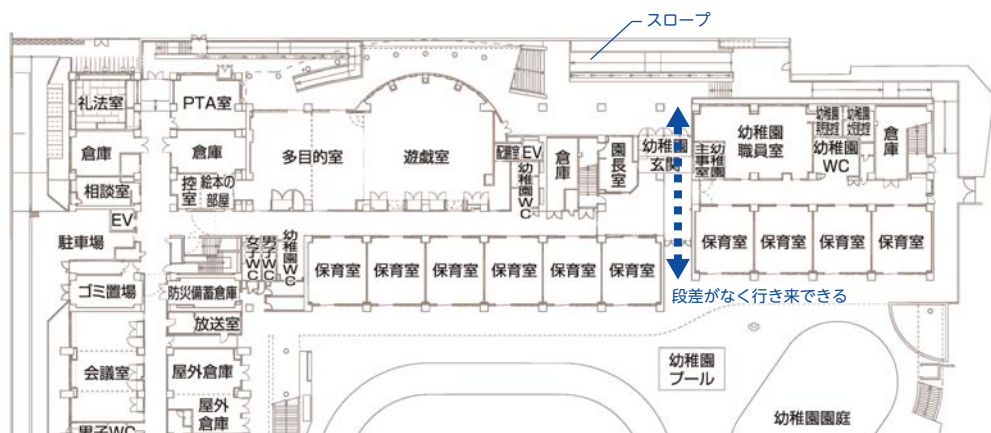 スロープ
礼法室
PTA室
倉庫
倉庫
相談室
控室
絵本の
部屋
多目的室
遊戯室
EV
幼稚園WC
倉庫
園長室
幼稚園
玄関
幼稚園
主事室
幼稚園
職員室
幼稚園
WC
倉庫
EV
駐車場
ゴミ置場
防災備蓄倉庫
女子WC
男子WC
幼稚園WC
保育室
保育室
保育室
保育室
保育室
保育室
保育室
保育室
保育室
保育室
段差がなく行き来できる
放送室
会議室
屋外倉庫
屋外
倉庫
男子WC
幼稚園
プール
幼稚園園庭